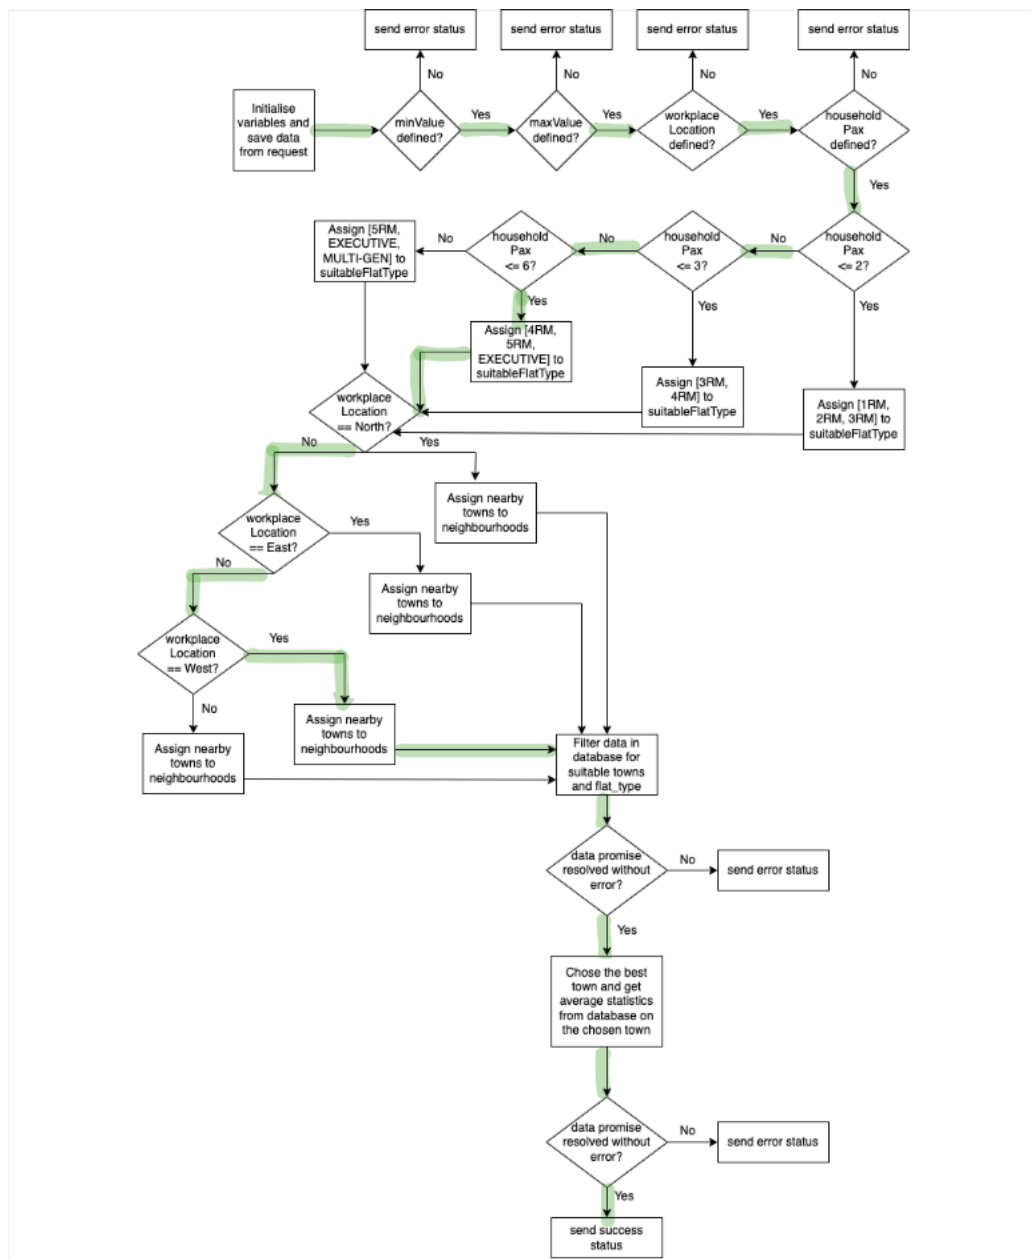 send error status
send error status
send error status
send error status
No
No
No
No
Initialise
variables and
save data
from request
minValue
defined?
Yes
maxValue
defined?
Yes
workplace
Location
defined?
Yes
household
Pax
defined?
Yes
Assign [5RM,
EXECUTIVE,
MULTI-GEN] to
suitableFlatType
No
household
Pax
<= 6?
No
household
Pax
<= 3?
No
household
Pax
<= 2?
Yes
Yes
Yes
Assign [4RM,
5RM,
EXECUTIVE] to
suitableFlatType
Assign [3RM,
4RM] to
suitableFlatType
Assign [1RM,
2RM, 3RM] to
suitableFlatType
workplace
Location
== North?
No
Yes
Assign nearby
towns to
neighbourhoods
workplace
Location
== East?
Yes
No
Assign nearby
towns to
neighbourhoods
workplace
Location
== West?
Yes
No
Assign nearby
towns to
neighbourhoods
Assign nearby
towns to
neighbourhoods
Filter data in
database for
suitable towns
and flat_type
data promise
resolved without
error?
No
send error status
Yes
Chose the best
town and get
average statistics
from database on
the chosen town
data promise
resolved without
error?
No
send error status
Yes
send success
status